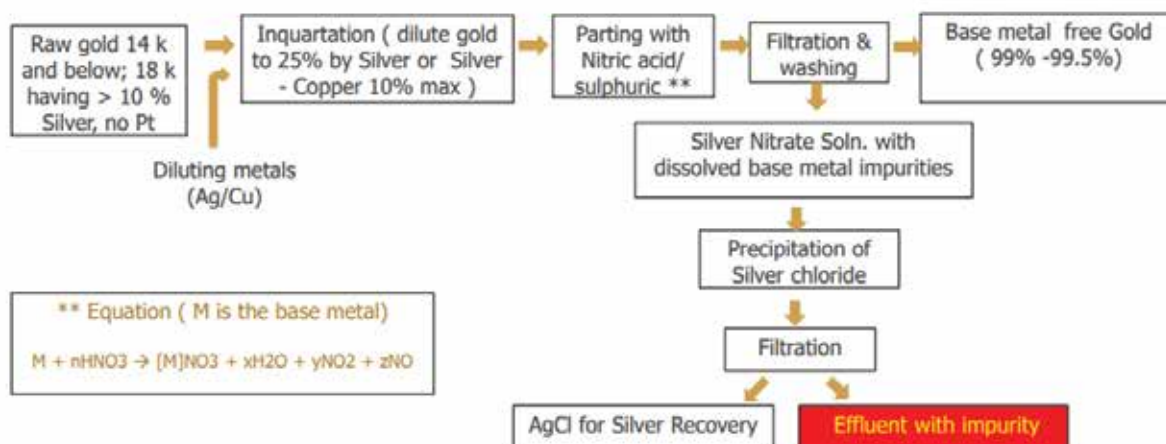 Raw gold 14 k
and below; 18 k
having > 10 %
Silver, no Pt
Inquartation ( dilute gold
to 25% by Silver or  Silver
- Copper 10% max )
Parting with
Nitric acid/
sulphuric **
Filtration &
washing
Base metal  free Gold
( 99% -99.5%)
Diluting metals
(Ag/Cu)
Silver Nitrate Soln. with
dissolved base metal impurities
Precipitation of
Silver chloride
** Equation ( M is the base metal)
M + nHNO3 → [M]NO3 + xH2O + yNO2 + zNO
Filtration
AgCl for Silver Recovery
Effluent with impurity